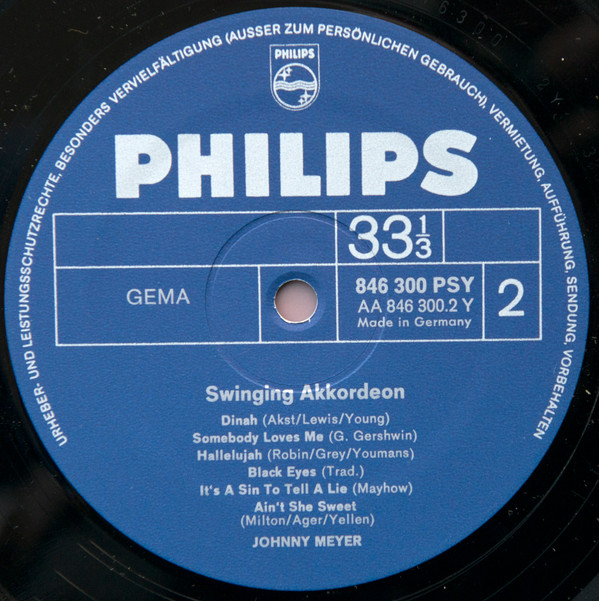 URHEBER- UND LEISTUNGSSCHUTZRECHTE, BESONDERS VERVIELFÄLTIGUNG (AUSSER ZUM PERSÖNLICHEN GEBRAUCH), VERMIETUNG, AUFFÜHRUNG, SENDUNG, VORBEHALTEN
PHILIPS
PHILIPS
33 1/3
GEMA
846 300 PSY
AA 846 300.2 Y
Made in Germany
2
Swinging Akkordeon
Dinah (Akst/Lewis/Young)
Somebody Loves Me (G. Gershwin)
Hallelujah (Robin/Grey/Youmans)
Black Eyes (Trad.)
It's A Sin To Tell A Lie (Mayhow)
Ain't She Sweet
(Milton/Ager/Yellen)
JOHNNY MEYER